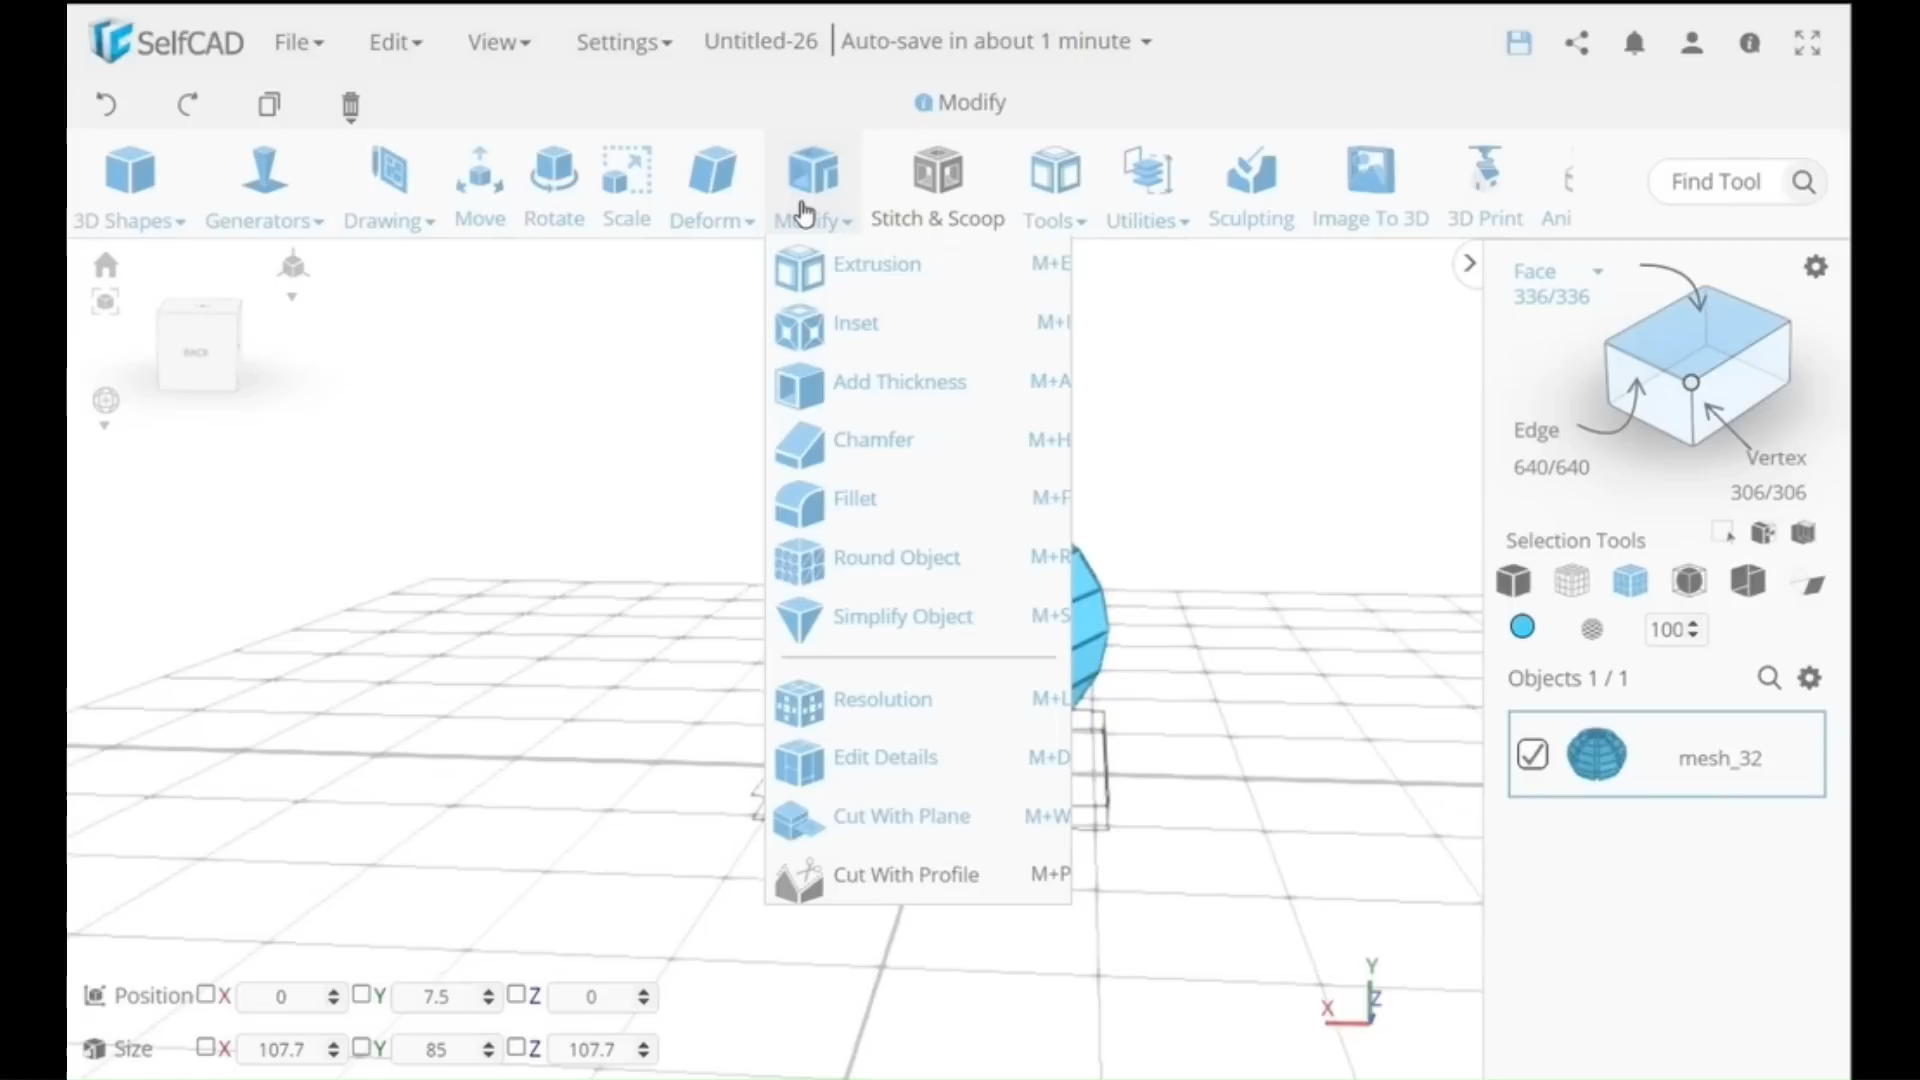 SelfCAD File Edit View Settings Untitled-26 Auto-save in about 1 minute
Modify
3D Shapes Generators Drawing Move Rotate Scale Deform Modify Stitch & Scoop Tools Utilities Sculpting Image To 3D 3D Print Ani
Find Tool
Extrusion M+E
Inset M+I
Add Thickness M+A
Chamfer M+H
Fillet M+F
Round Object M+R
Simplify Object M+S
Resolution M+L
Edit Details M+D
Cut With Plane M+W
Cut With Profile M+P
BACK
Face
336/336
Edge
640/640
Vertex
306/306
Selection Tools
100
Objects 1 / 1
mesh_32
Position X 0 Y 7.5 Z 0
Size X 107.7 Y 85 Z 107.7
Y
X
Z